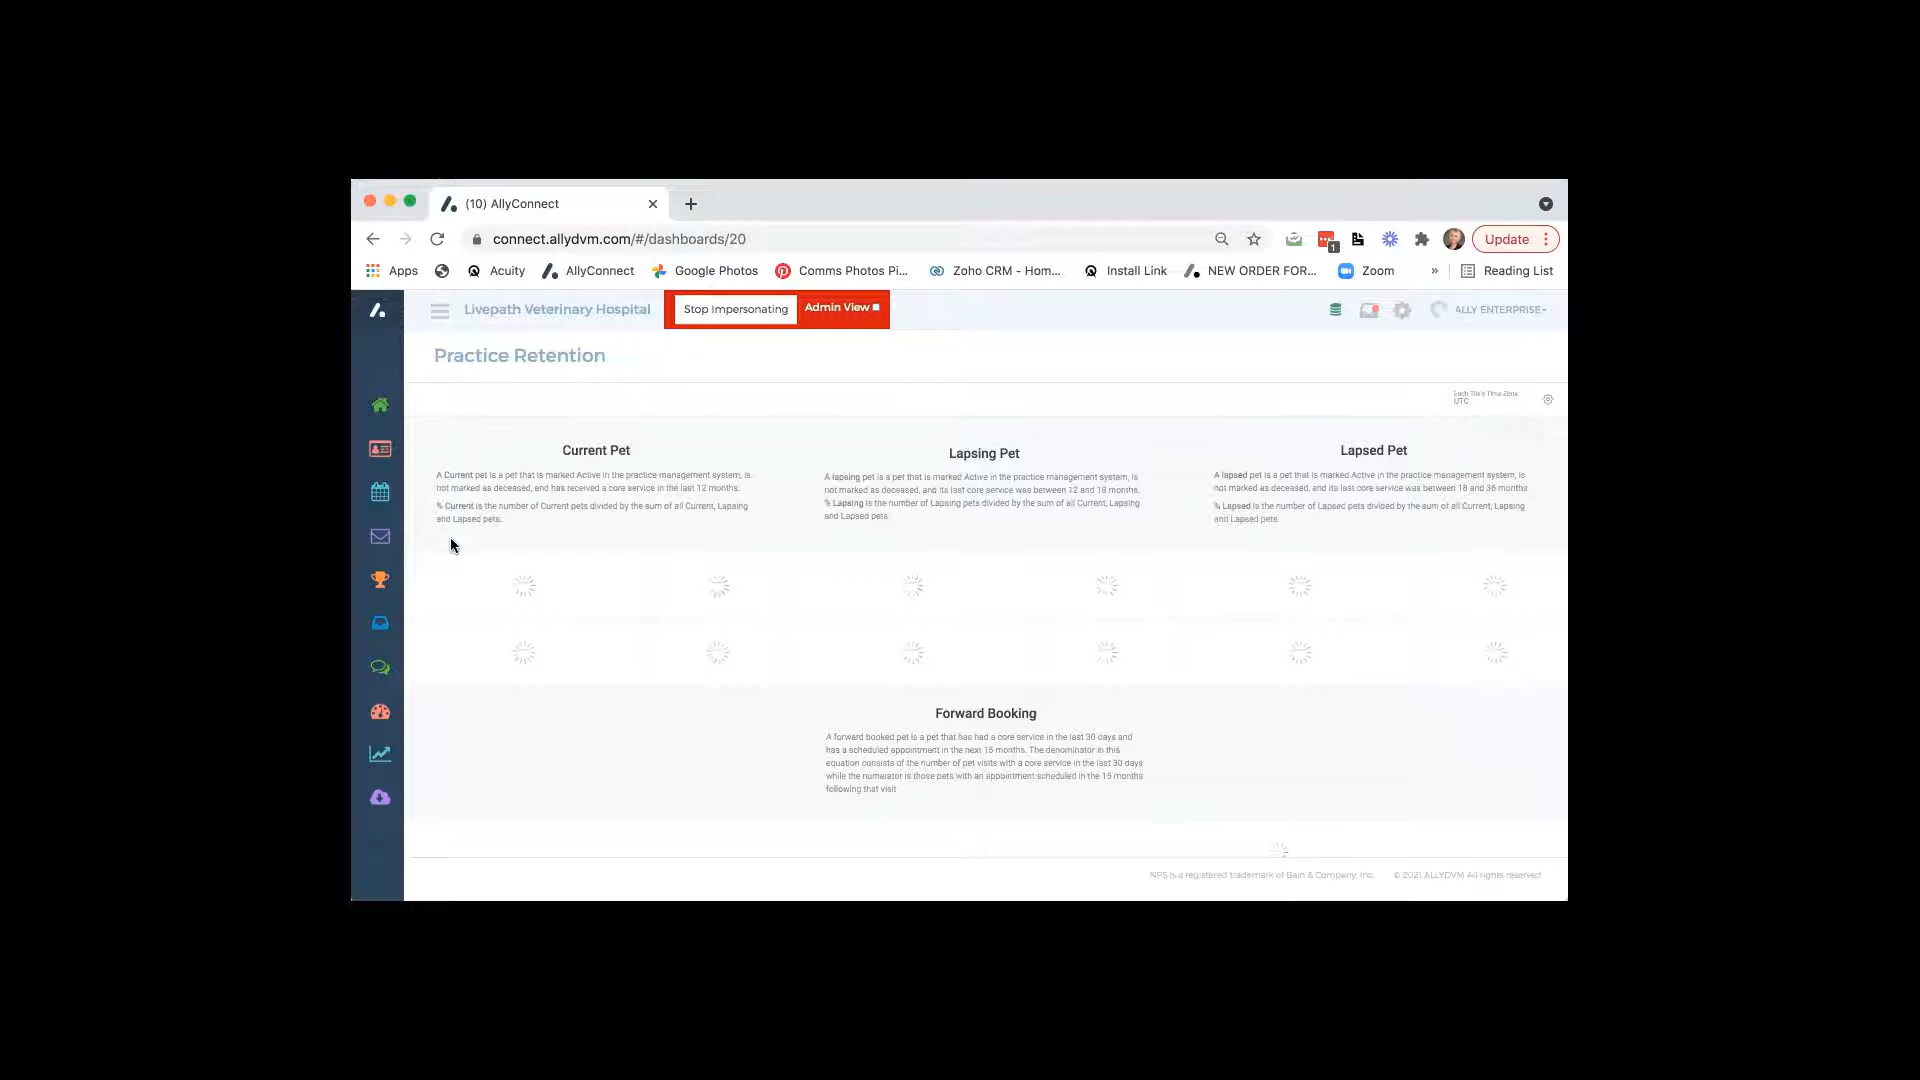 (10) AllyConnect
connect.allydvm.com/#/dashboards/20
Update
1
Apps
Acuity
AllyConnect
Google Photos
Comms Photos Pi...
Zoho CRM - Hom...
Install Link
NEW ORDER FOR...
Zoom
»
Reading List
Livepath Veterinary Hospital
Stop Impersonating
Admin View
ALLY ENTERPRISE
Practice Retention
Each Tile's Time Zone
UTC
Current Pet
A Current pet is a pet that is marked Active in the practice management system, is
not marked as deceased, and has received a core service in the last 12 months.
% Current is the number of Current pets divided by the sum of all Current, Lapsing
and Lapsed pets.
Lapsing Pet
A lapsing pet is a pet that is marked Active in the practice management system, is
not marked as deceased, and its last core service was between 12 and 18 months.
% Lapsing is the number of Lapsing pets divided by the sum of all Current, Lapsing
and Lapsed pets
Lapsed Pet
A lapsed pet is a pet that is marked Active in the practice management system, is
not marked as deceased, and its last core service was between 18 and 36 months
% Lapsed is the number of Lapsed pets divided by the sum of all Current, Lapsing
and Lapsed pets
Forward Booking
A forward booked pet is a pet that has had a core service in the last 30 days and
has a scheduled appointment in the next 15 months. The denominator in this
equation consists of the number of pet visits with a core service in the last 30 days
while the numerator is those pets with an appointment scheduled in the 15 months
following that visit
NPS is a registered trademark of Bain & Company, Inc.
© 2021 ALLYDVM All rights reserved